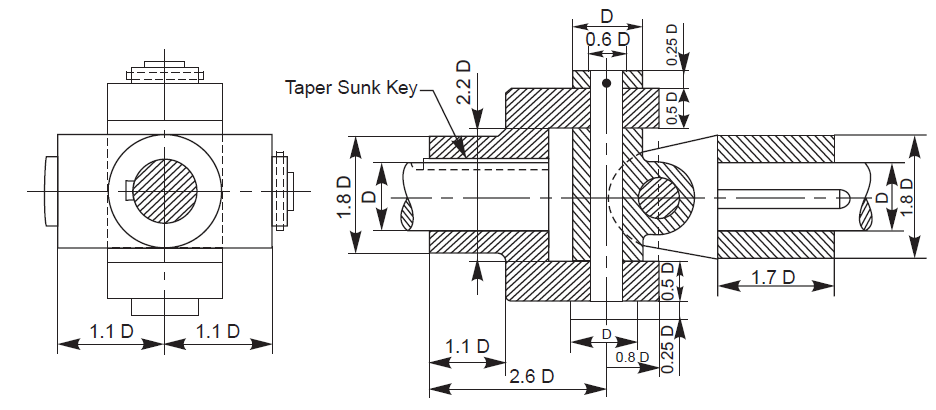 D
0.6 D
0.25 D
2.2 D
Taper Sunk Key
0.5 D
1.8 D
D
D
1.8 D
1.7 D
0.5 D
1.1 D
1.1 D
D
0.25 D
1.1 D
0.8 D
2.6 D